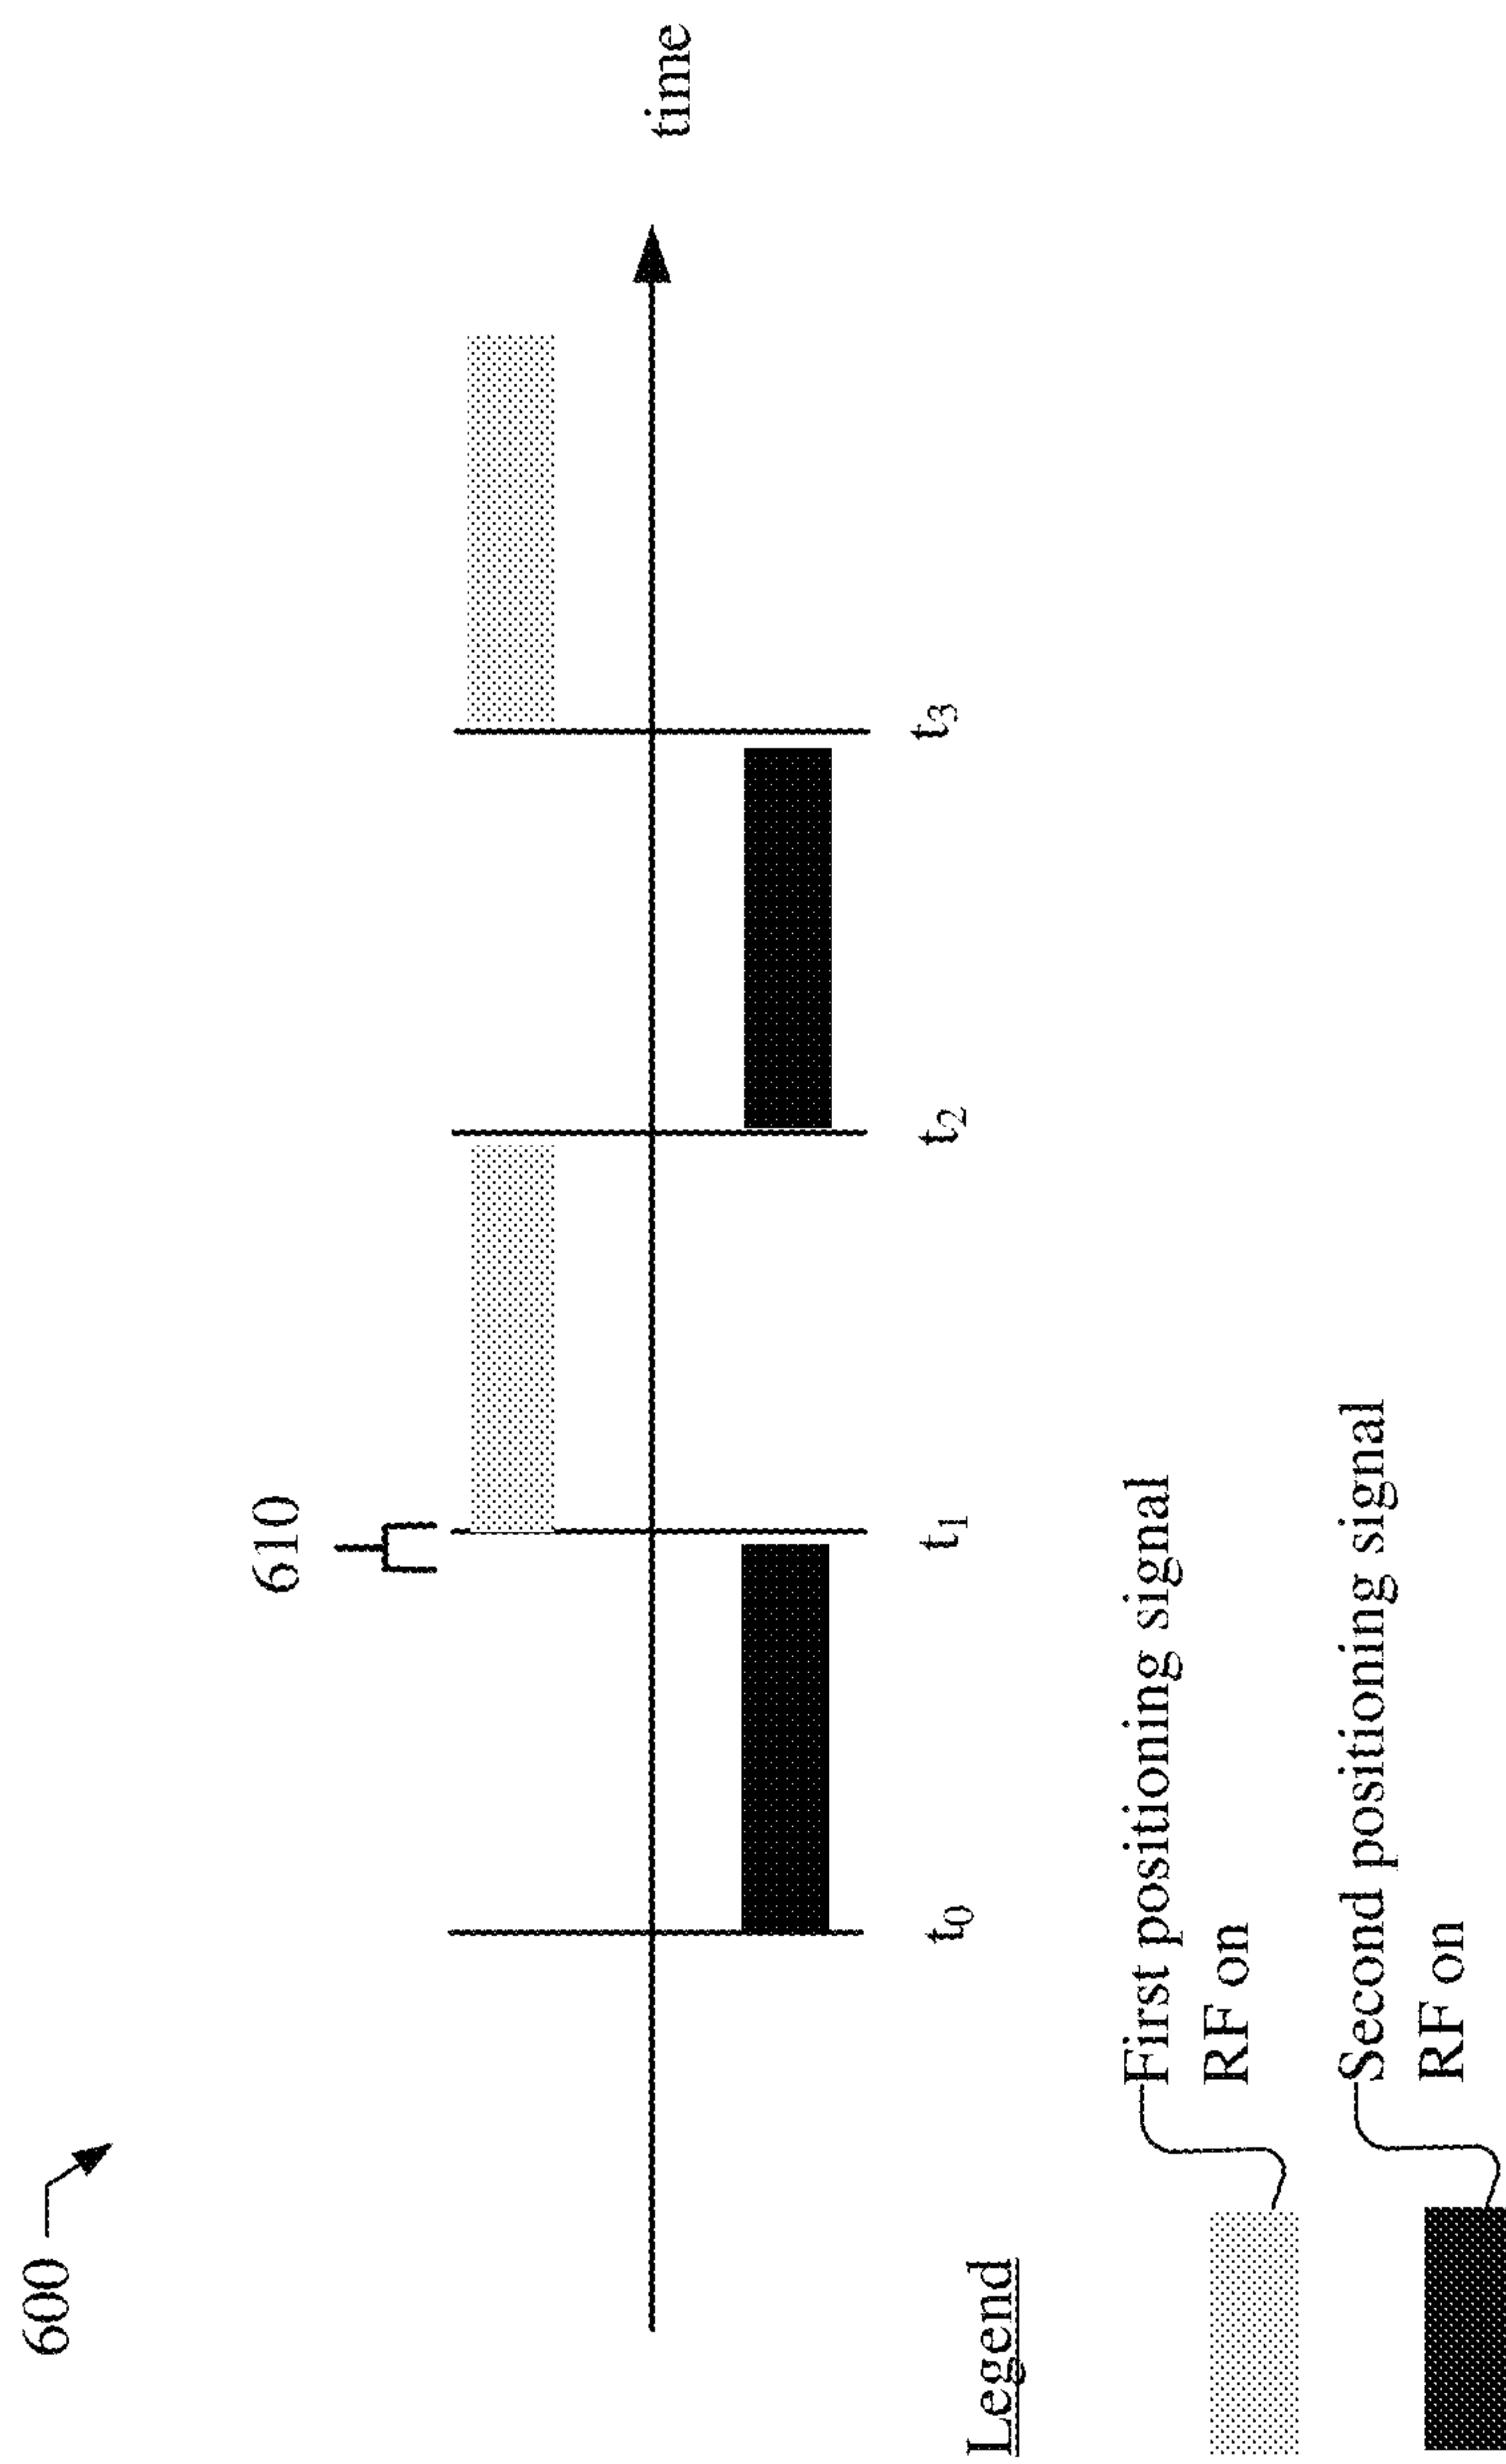 600
610
time
t0
t1
t2
t3
Legend
First positioning signal
RF on
Second positioning signal
RF on